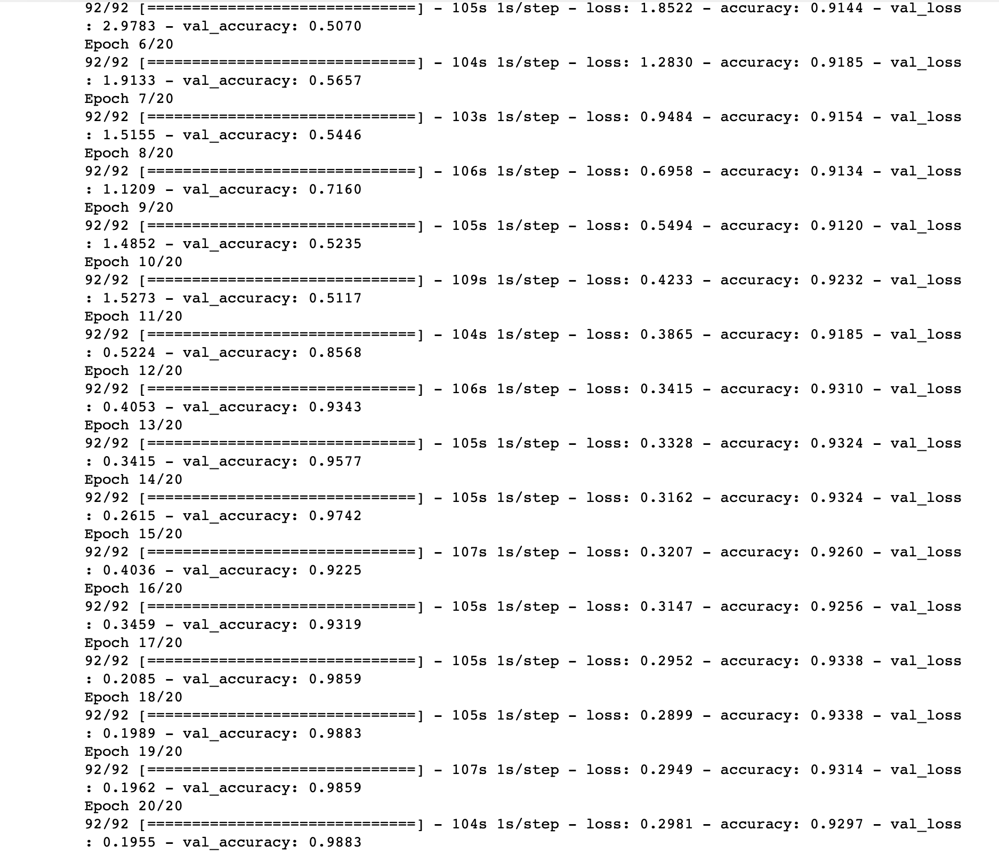 92/92 [==============================] - 105s 1s/step - loss: 1.8522 - accuracy: 0.9144 - val_loss
: 2.9783 - val_accuracy: 0.5070
Epoch 6/20
92/92 [==============================] - 104s 1s/step - loss: 1.2830 - accuracy: 0.9185 - val_loss
: 1.9133 - val_accuracy: 0.5657
Epoch 7/20
92/92 [==============================] - 103s 1s/step - loss: 0.9484 - accuracy: 0.9154 - val_loss
: 1.5155 - val_accuracy: 0.5446
Epoch 8/20
92/92 [==============================] - 106s 1s/step - loss: 0.6958 - accuracy: 0.9134 - val_loss
: 1.1209 - val_accuracy: 0.7160
Epoch 9/20
92/92 [==============================] - 105s 1s/step - loss: 0.5494 - accuracy: 0.9120 - val_loss
: 1.4852 - val_accuracy: 0.5235
Epoch 10/20
92/92 [==============================] - 109s 1s/step - loss: 0.4233 - accuracy: 0.9232 - val_loss
: 1.5273 - val_accuracy: 0.5117
Epoch 11/20
92/92 [==============================] - 104s 1s/step - loss: 0.3865 - accuracy: 0.9185 - val_loss
: 0.5224 - val_accuracy: 0.8568
Epoch 12/20
92/92 [==============================] - 106s 1s/step - loss: 0.3415 - accuracy: 0.9310 - val_loss
: 0.4053 - val_accuracy: 0.9343
Epoch 13/20
92/92 [==============================] - 105s 1s/step - loss: 0.3328 - accuracy: 0.9324 - val_loss
: 0.3415 - val_accuracy: 0.9577
Epoch 14/20
92/92 [==============================] - 105s 1s/step - loss: 0.3162 - accuracy: 0.9324 - val_loss
: 0.2615 - val_accuracy: 0.9742
Epoch 15/20
92/92 [==============================] - 107s 1s/step - loss: 0.3207 - accuracy: 0.9260 - val_loss
: 0.4036 - val_accuracy: 0.9225
Epoch 16/20
92/92 [==============================] - 105s 1s/step - loss: 0.3147 - accuracy: 0.9256 - val_loss
: 0.3459 - val_accuracy: 0.9319
Epoch 17/20
92/92 [==============================] - 105s 1s/step - loss: 0.2952 - accuracy: 0.9338 - val_loss
: 0.2085 - val_accuracy: 0.9859
Epoch 18/20
92/92 [==============================] - 105s 1s/step - loss: 0.2899 - accuracy: 0.9338 - val_loss
: 0.1989 - val_accuracy: 0.9883
Epoch 19/20
92/92 [==============================] - 107s 1s/step - loss: 0.2949 - accuracy: 0.9314 - val_loss
: 0.1962 - val_accuracy: 0.9859
Epoch 20/20
92/92 [==============================] - 104s 1s/step - loss: 0.2981 - accuracy: 0.9297 - val_loss
: 0.1955 - val_accuracy: 0.9883